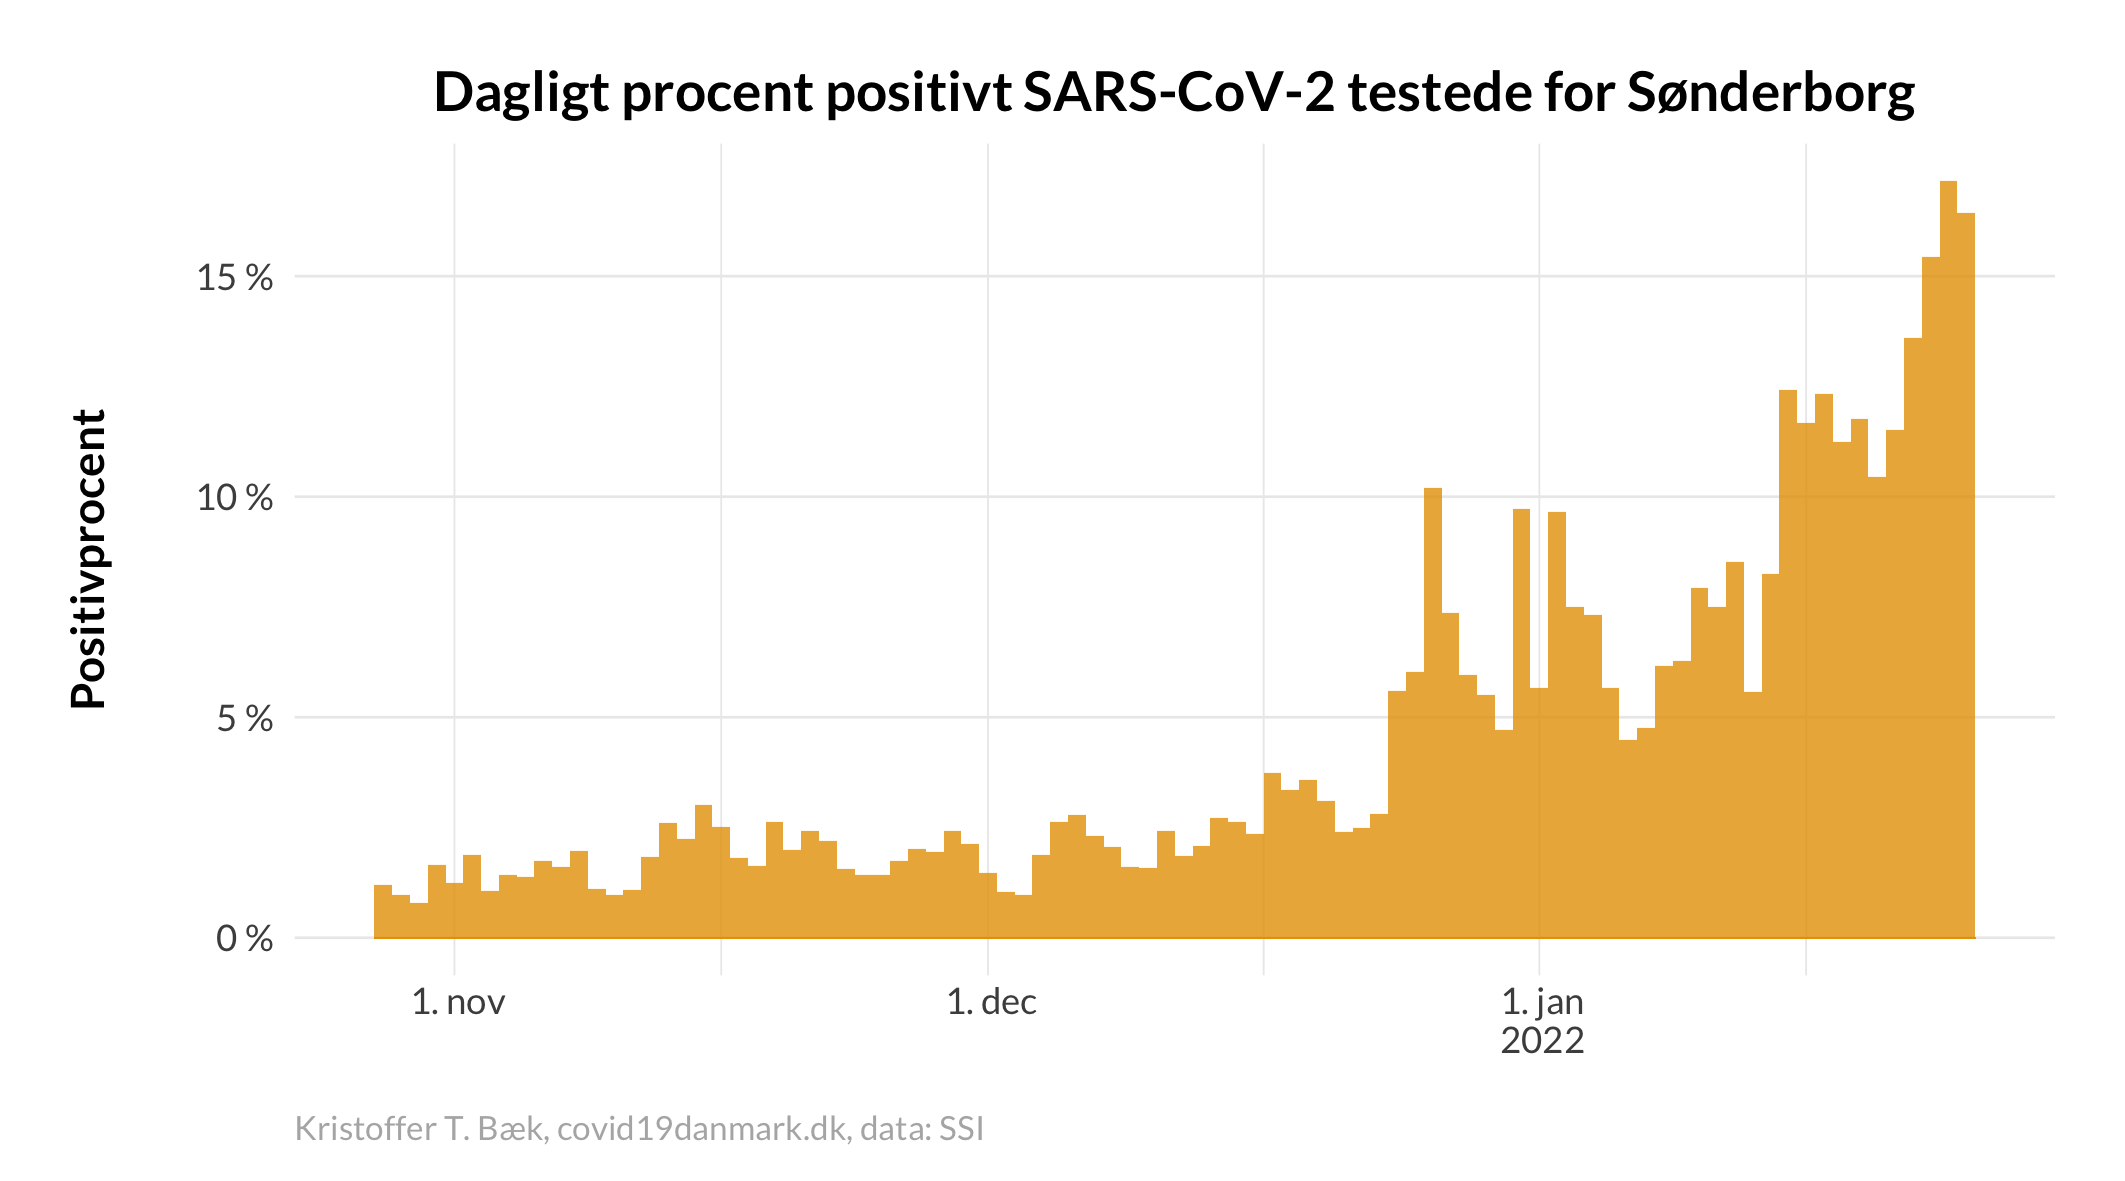 Dagligt procent positivt SARS-CoV-2 testede for Sønderborg
Positivprocent
15 %
10 %
5 %
0 %
1. nov
1. dec
1. jan
2022
Kristoffer T. Bæk, covid19danmark.dk, data: SSI